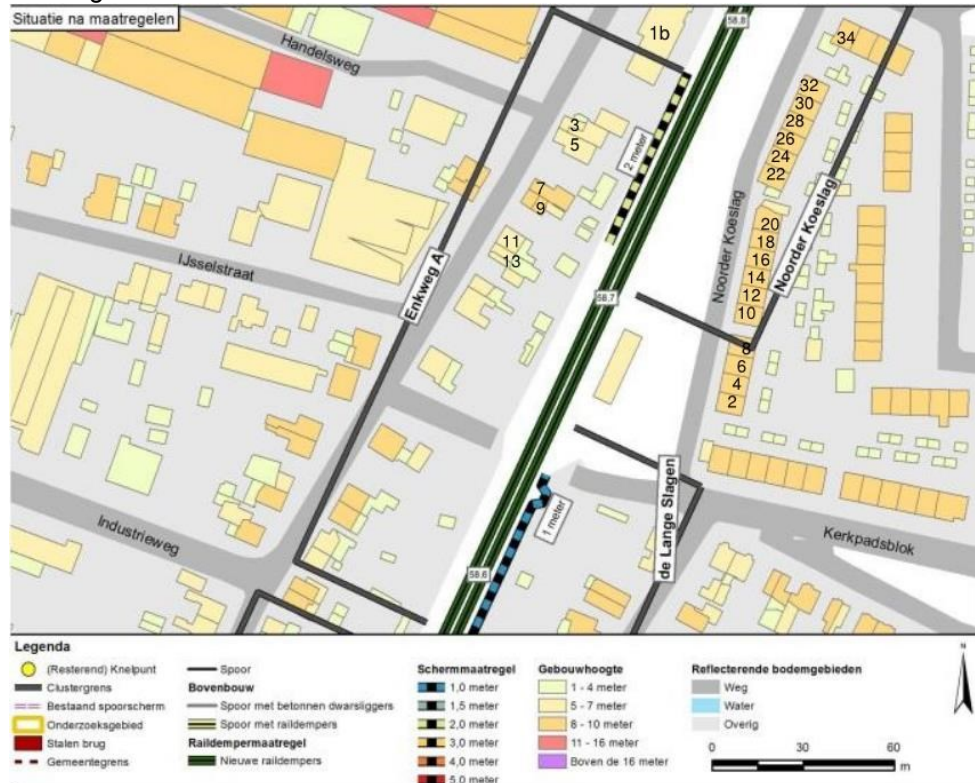 Situatie na maatregelen
58.8
1b
34
Handelsweg
32
30
28
26
24
22
3
5
2 meter
7
9
Noorder Koeslag
Noorder Koeslag
20
18
16
14
12
10
11
13
IJsselstraat
Enkweg A
58.7
8
6
4
2
de Lange Slagen
1 meter
Industrieweg
Kerkpadsblok
58.6
Legenda
(Resterend) Knelpunt
Clustergrens
Bestaand spoorscherm
Onderzoeksgebied
Stalen brug
Gemeentegrens
Spoor
Bovenbouw
Spoor met betonnen dwarsliggers
Spoor met raildempers
Raildempermaatregel
Nieuwe raildempers
Schermmaatregel
1,0 meter
1,5 meter
2,0 meter
3,0 meter
4,0 meter
5,0 meter
Gebouwhoogte
1 - 4 meter
5 - 7 meter
8 - 10 meter
11 - 16 meter
Boven de 16 meter
Reflecterende bodemgebieden
Weg
Water
Overig
N
0 30 60
m